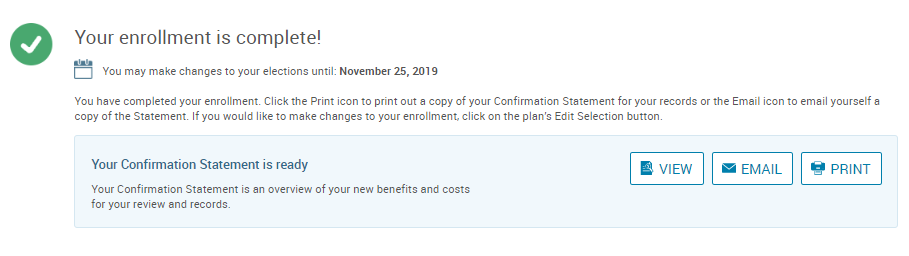 Your enrollment is complete!
You may make changes to your elections until: November 25, 2019
You have completed your enrollment. Click the Print icon to print out a copy of your Confirmation Statement for your records or the Email icon to email yourself a
copy of the Statement. If you would like to make changes to your enrollment, click on the plan's Edit Selection button.
Your Confirmation Statement is ready
Your Confirmation Statement is an overview of your new benefits and costs
for your review and records.
VIEW EMAIL PRINT